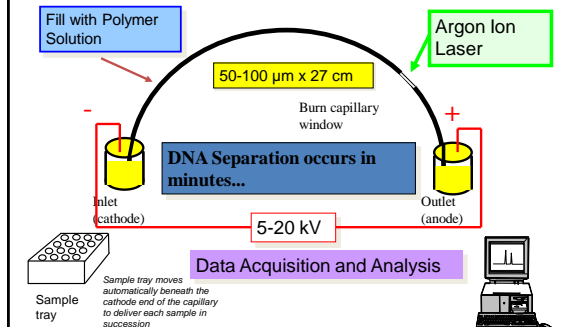 Fill with Polymer
Solution
Argon Ion
Laser
50-100 µm x 27 cm
Burn capillary
window
-
+
DNA Separation occurs in
minutes...
Inlet
(cathode)
Outlet
(anode)
5-20 kV
Data Acquisition and Analysis
Sample
tray
Sample tray moves
automatically beneath the
cathode end of the capillary
to deliver each sample in
succession